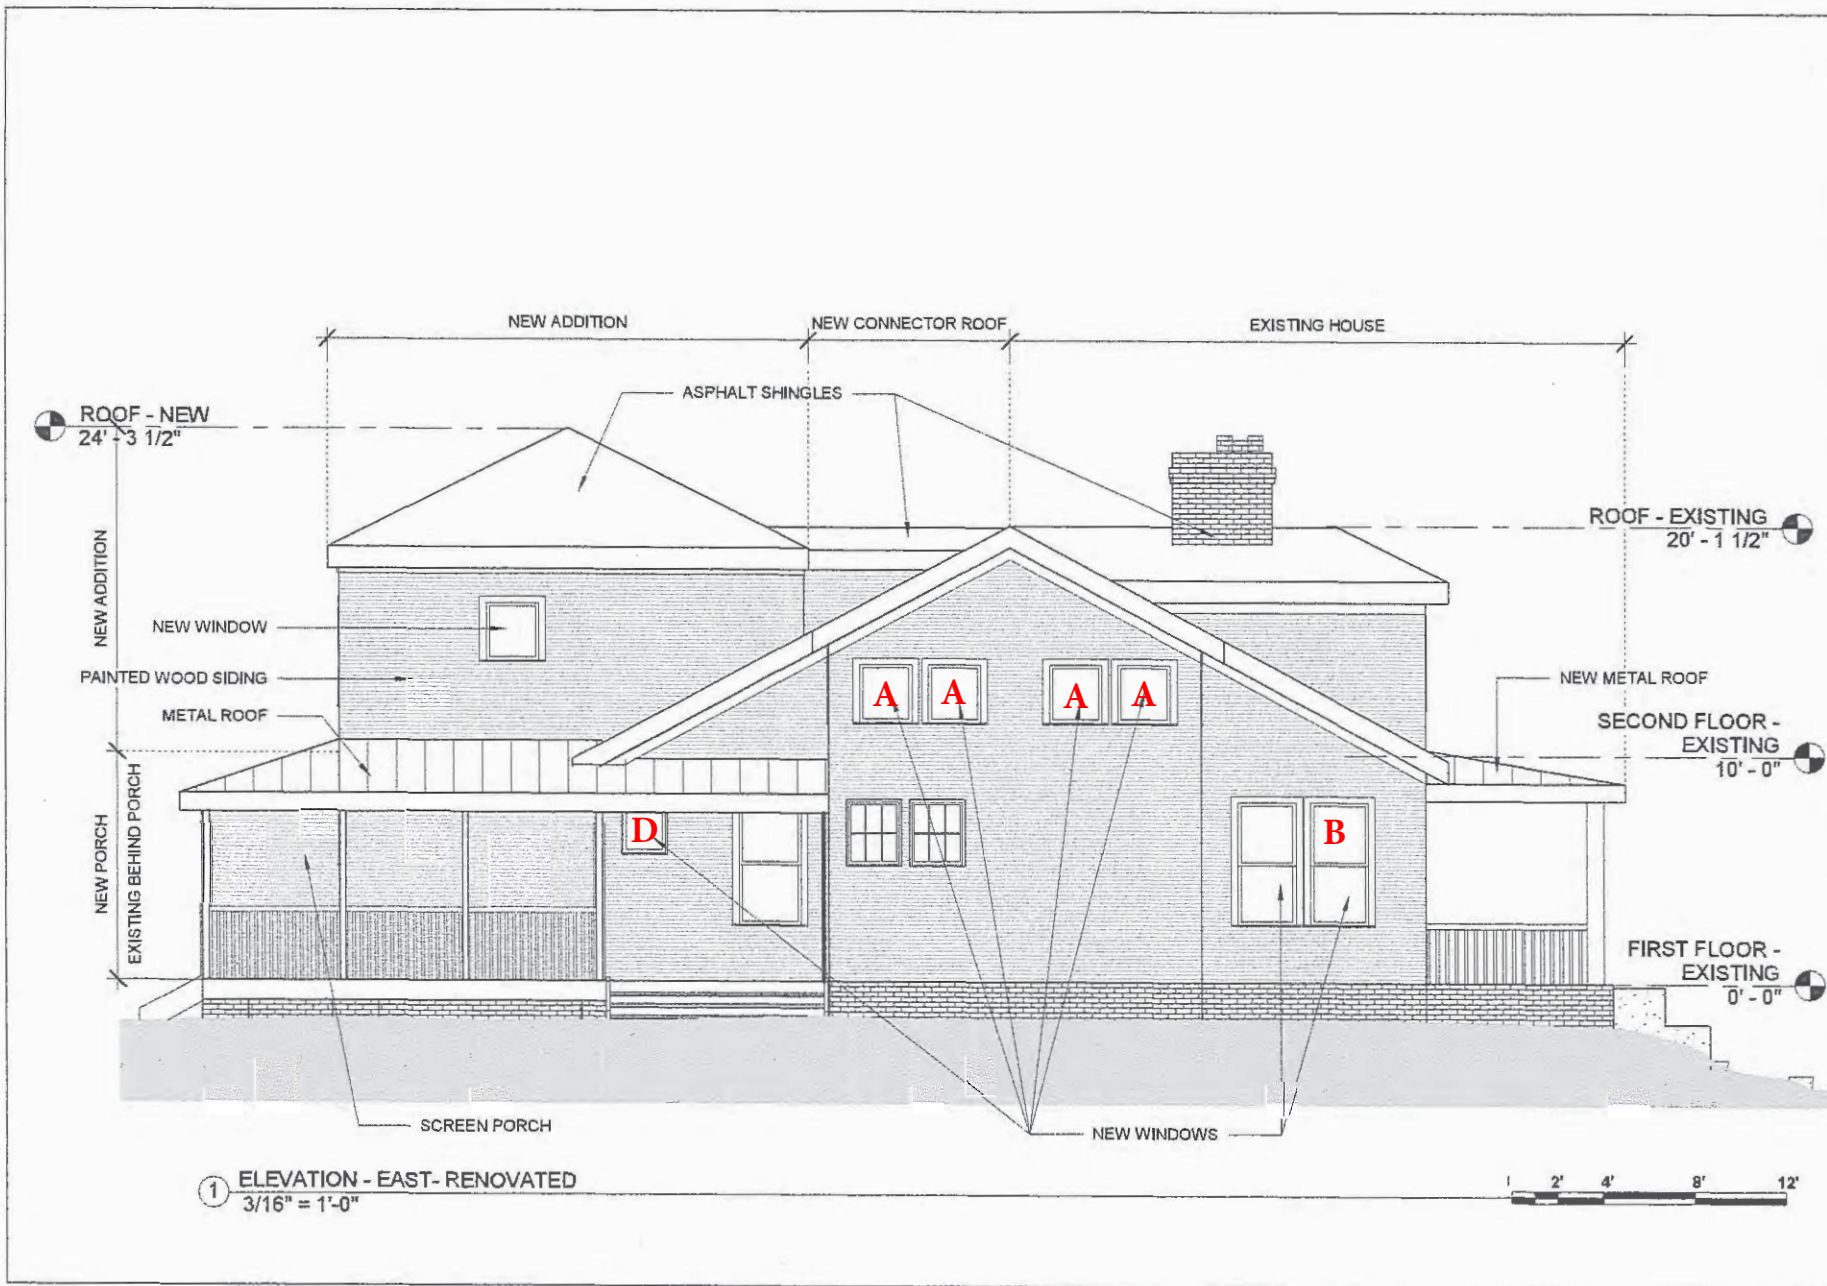 NEW ADDITION
NEW CONNECTOR ROOF
EXISTING HOUSE
ASPHALT SHINGLES
ROOF - NEW
24' - 3 1/2"
ROOF - EXISTING
20' - 1 1/2"
NEW ADDITION
NEW WINDOW
PAINTED WOOD SIDING
METAL ROOF
A
A
A
A
NEW METAL ROOF
SECOND FLOOR -
EXISTING
10' - 0"
NEW PORCH
EXISTING BEHIND PORCH
D
B
FIRST FLOOR -
EXISTING
0' - 0"
SCREEN PORCH
NEW WINDOWS
1
ELEVATION - EAST- RENOVATED
3/16" = 1'-0"
2' 4' 8' 12'